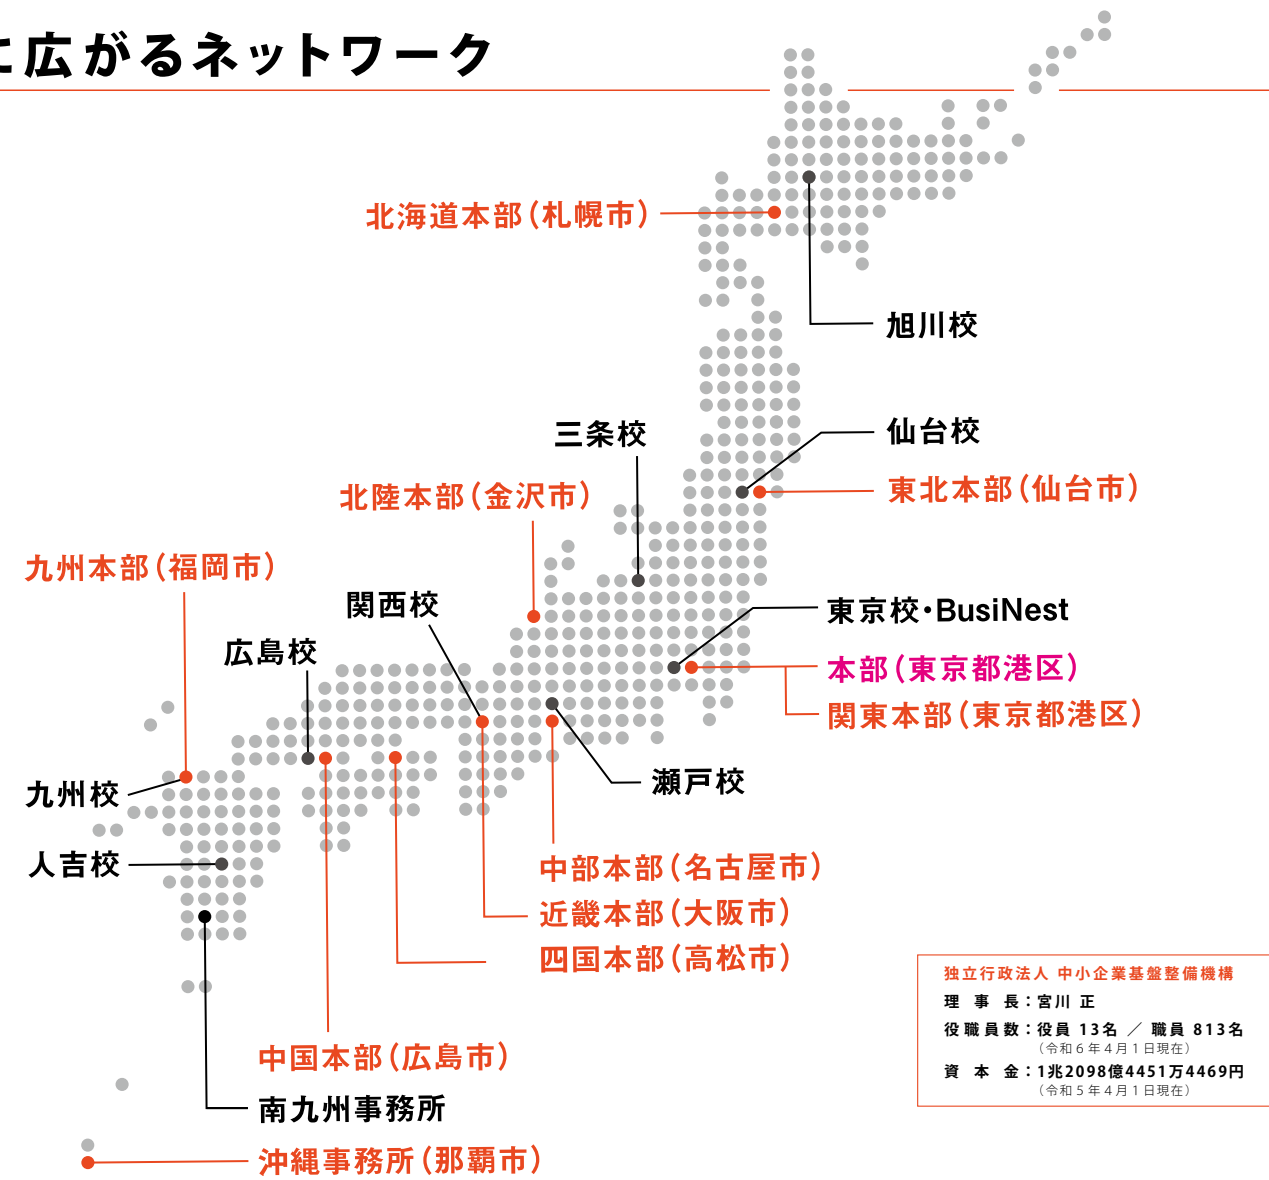 に広がるネットワーク
北海道本部（札幌市）
旭川校
三条校
仙台校
北陸本部（金沢市）
東北本部（仙台市）
九州本部（福岡市）
関西校
東京校・BusiNest
広島校
本部（東京都港区）
関東本部（東京都港区）
瀬戸校
九州校
人吉校
中部本部（名古屋市）
近畿本部（大阪市）
四国本部（高松市）
中国本部（広島市）
南九州事務所
沖縄事務所（那覇市）
独立行政法人 中小企業基盤整備機構
理 事 長：宮川 正
役職員数：役員 13名 ／ 職員 813名
（令和６年４月１日現在）
資 本 金：1兆2098億4451万4469円
（令和５年４月１日現在）